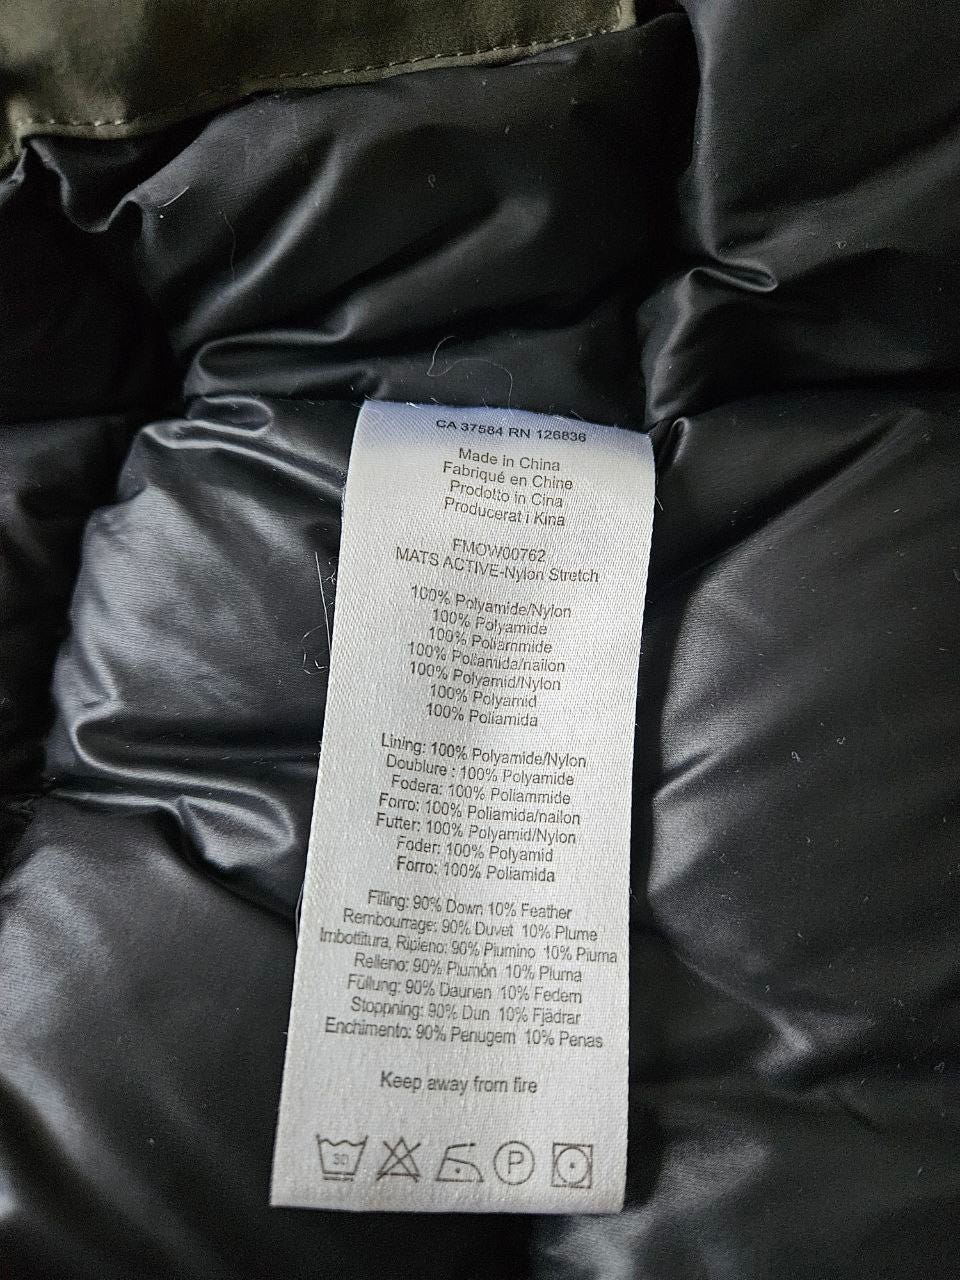 CA 37584 RN 126836
Made in China
Fabriqué en Chine
Prodotto in Cina
Producerat i Kina
FMOW00762
MATS ACTIVE-Nylon Stretch
100% Polyamide/Nylon
100% Polyamide
100% Poliammide
100% Poliamida/nailon
100% Polyamid/Nylon
100% Polyamid
100% Poliamida
Lining: 100% Polyamide/Nylon
Doublure : 100% Polyamide
Fodera: 100% Poliammide
Forro: 100% Poliamida/nailon
Futter: 100% Polyamid/Nylon
Foder: 100% Polyamid
Forro: 100% Poliamida
Filling: 90% Down 10% Feather
Rembourrage: 90% Duvet 10% Plume
Imbottitura, Ripieno: 90% Piumino 10% Piuma
Relleno: 90% Plumón 10% Pluma
Füllung: 90% Daunen 10% Federn
Stoppning: 90% Dun 10% Fjädrar
Enchimento: 90% Penugem 10% Penas
Keep away from fire
30 P